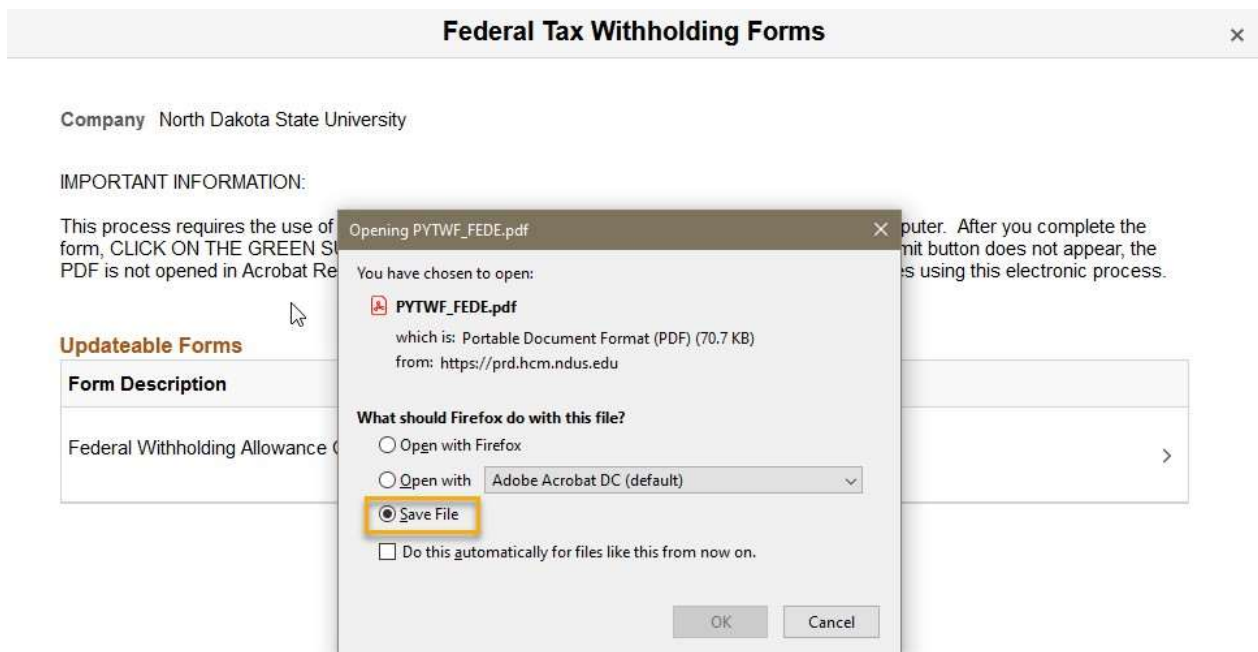 Federal Tax Withholding Forms
Company North Dakota State University
IMPORTANT INFORMATION:
This process requires the use of
puter. After you complete the
form, CLICK ON THE GREEN SU
mit button does not appear, the
PDF is not opened in Acrobat Re
s using this electronic process.
Opening PYTWF_FEDE.pdf
You have chosen to open:
PYTWF_FEDE.pdf
which is: Portable Document Format (PDF) (70.7 KB)
from: https://prd.hcm.ndus.edu
What should Firefox do with this file?
Open with Firefox
Open with Adobe Acrobat DC (default)
Save File
Do this automatically for files like this from now on.
OK Cancel
Updateable Forms
Form Description
Federal Withholding Allowance